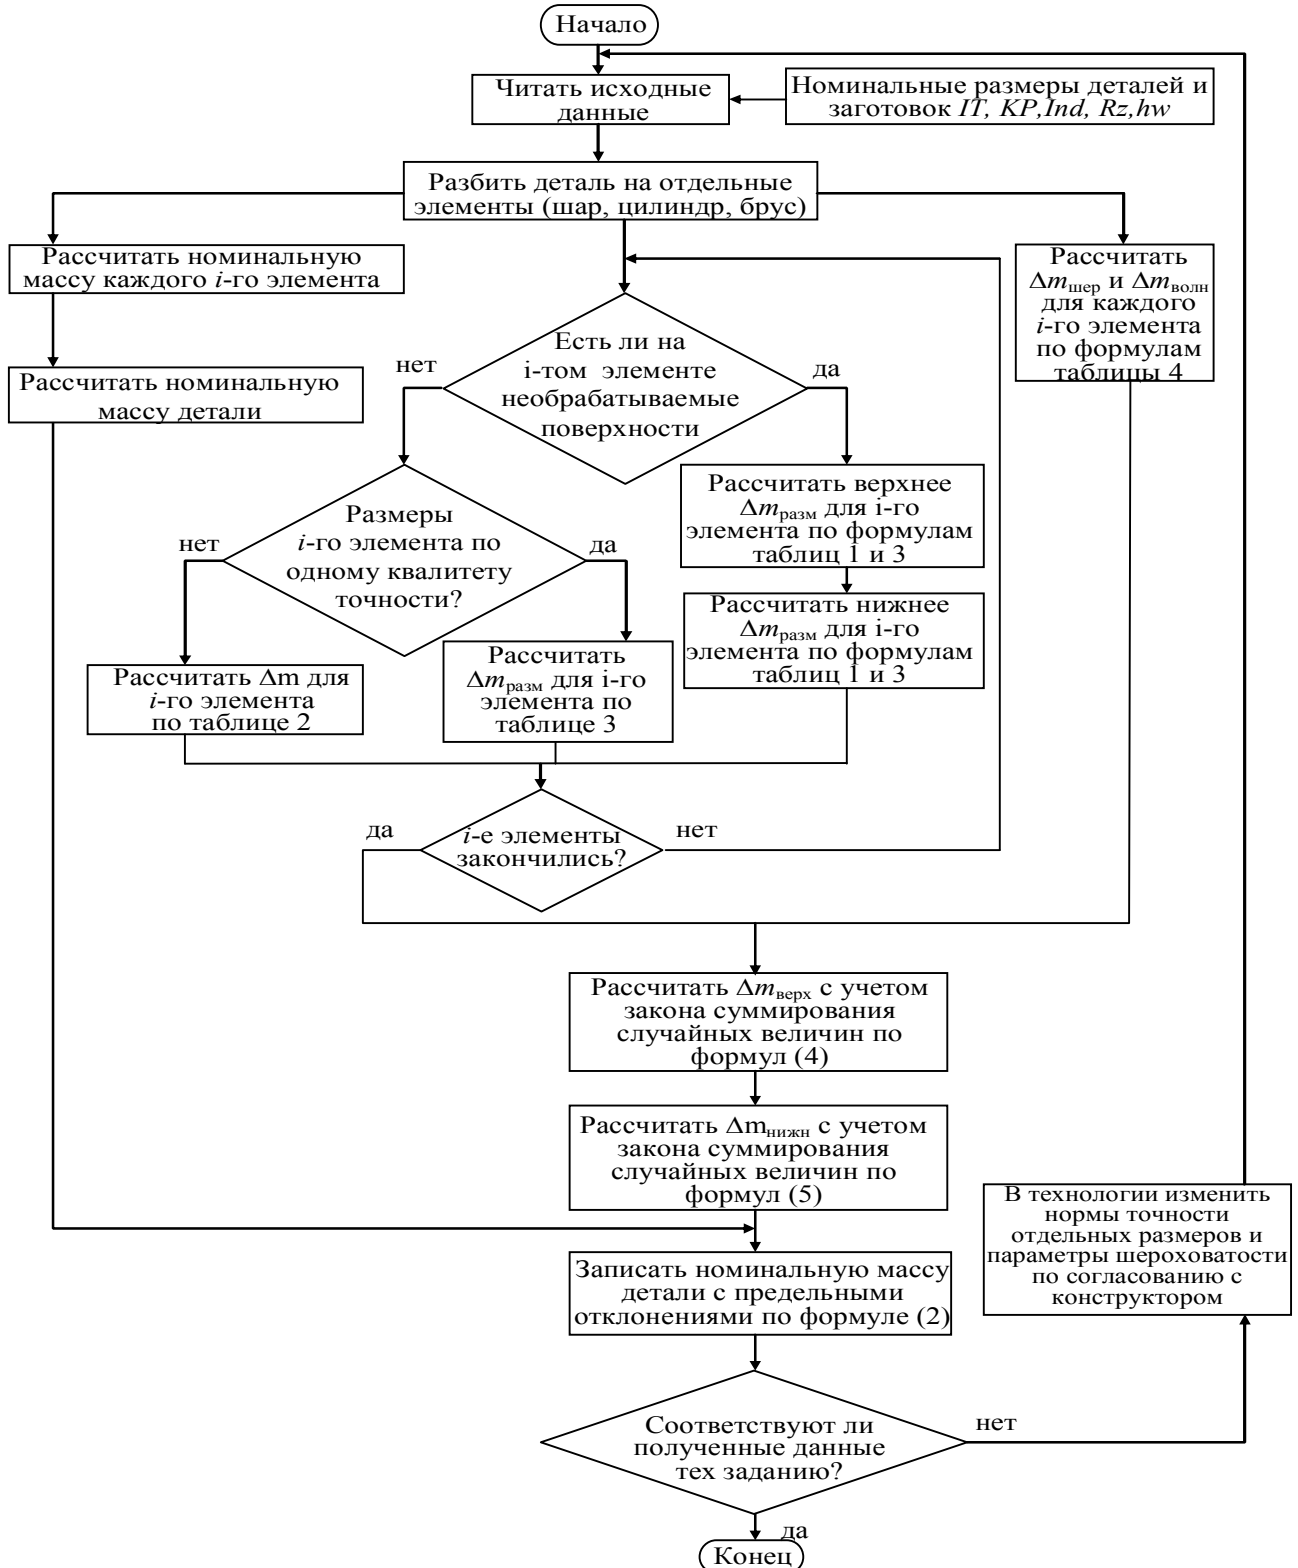 Начало
Читать исходные
данные
Номинальные размеры деталей и
заготовок IT, KP,Ind, Rz,hw
Разбить деталь на отдельные
элементы (шар, цилиндр, брус)
Рассчитать номинальную
массу каждого i-го элемента
Рассчитать
Δmшер и Δmволн
для каждого
i-го элемента
по формулам
таблицы 4
Есть ли на
i-том элементе
необрабатываемые
поверхности
нет
да
Рассчитать номинальную
массу детали
Рассчитать верхнее
Δmразм для i-го
элемента по формулам
таблиц 1 и 3
Размеры
i-го элемента по
одному квалитету
точности?
нет
да
Рассчитать нижнее
Δmразм для i-го
элемента по формулам
таблиц 1 и 3
Рассчитать Δm для
i-го элемента
по таблице 2
Рассчитать
Δmразм для i-го
элемента по
таблице 3
да
i-е элементы
закончились?
нет
Рассчитать Δmверх с учетом
закона суммирования
случайных величин по
формул (4)
Рассчитать Δmнижн с учетом
закона суммирования
случайных величин по
формул (5)
В технологии изменить
нормы точности
отдельных размеров и
параметры шероховатости
по согласованию с
конструктором
Записать номинальную массу
детали с предельными
отклонениями по формуле (2)
Соответствуют ли
полученные данные
тех заданию?
нет
да
Конец